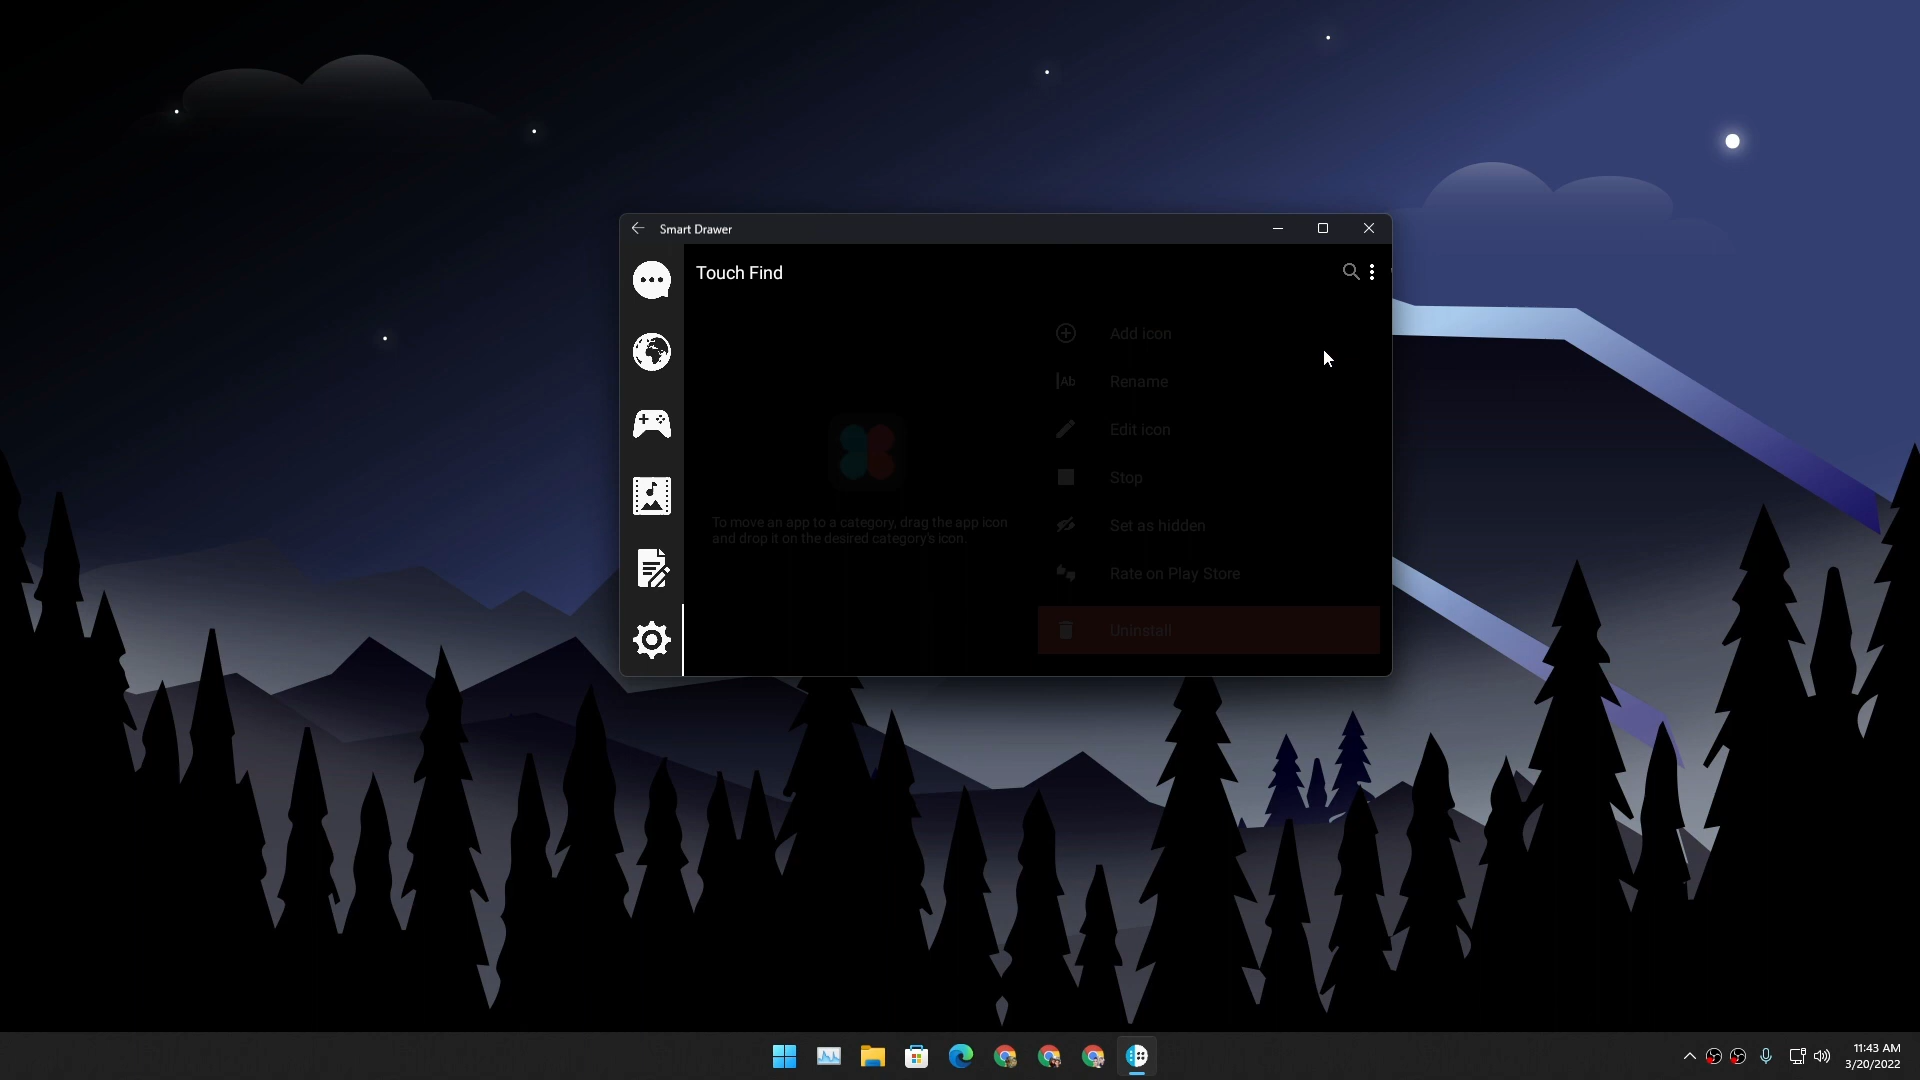 Smart Drawer
Touch Find
Add icon
Ab Rename
Edit icon
Stop
Set as hidden
To move an app to a category, drag the app icon
and drop it on the desired category's icon.
Rate on Play Store
Uninstall
11:43 AM
3/20/2022